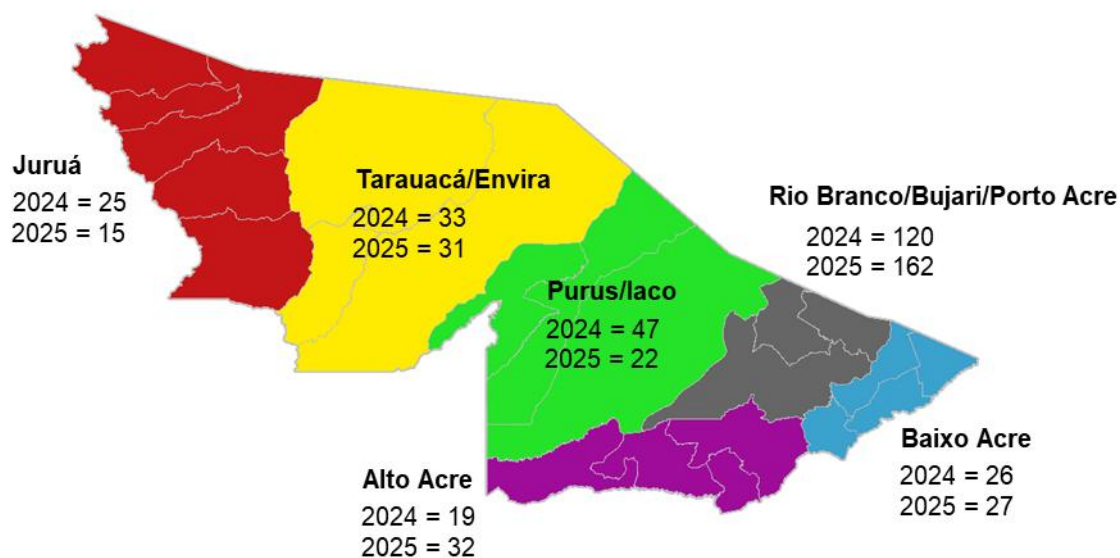 Juruá
2024 = 25
2025 = 15
Tarauacá/Envira
2024 = 33
2025 = 31
Rio Branco/Bujari/Porto Acre
2024 = 120
2025 = 162
Purus/Iaco
2024 = 47
2025 = 22
Alto Acre
2024 = 19
2025 = 32
Baixo Acre
2024 = 26
2025 = 27